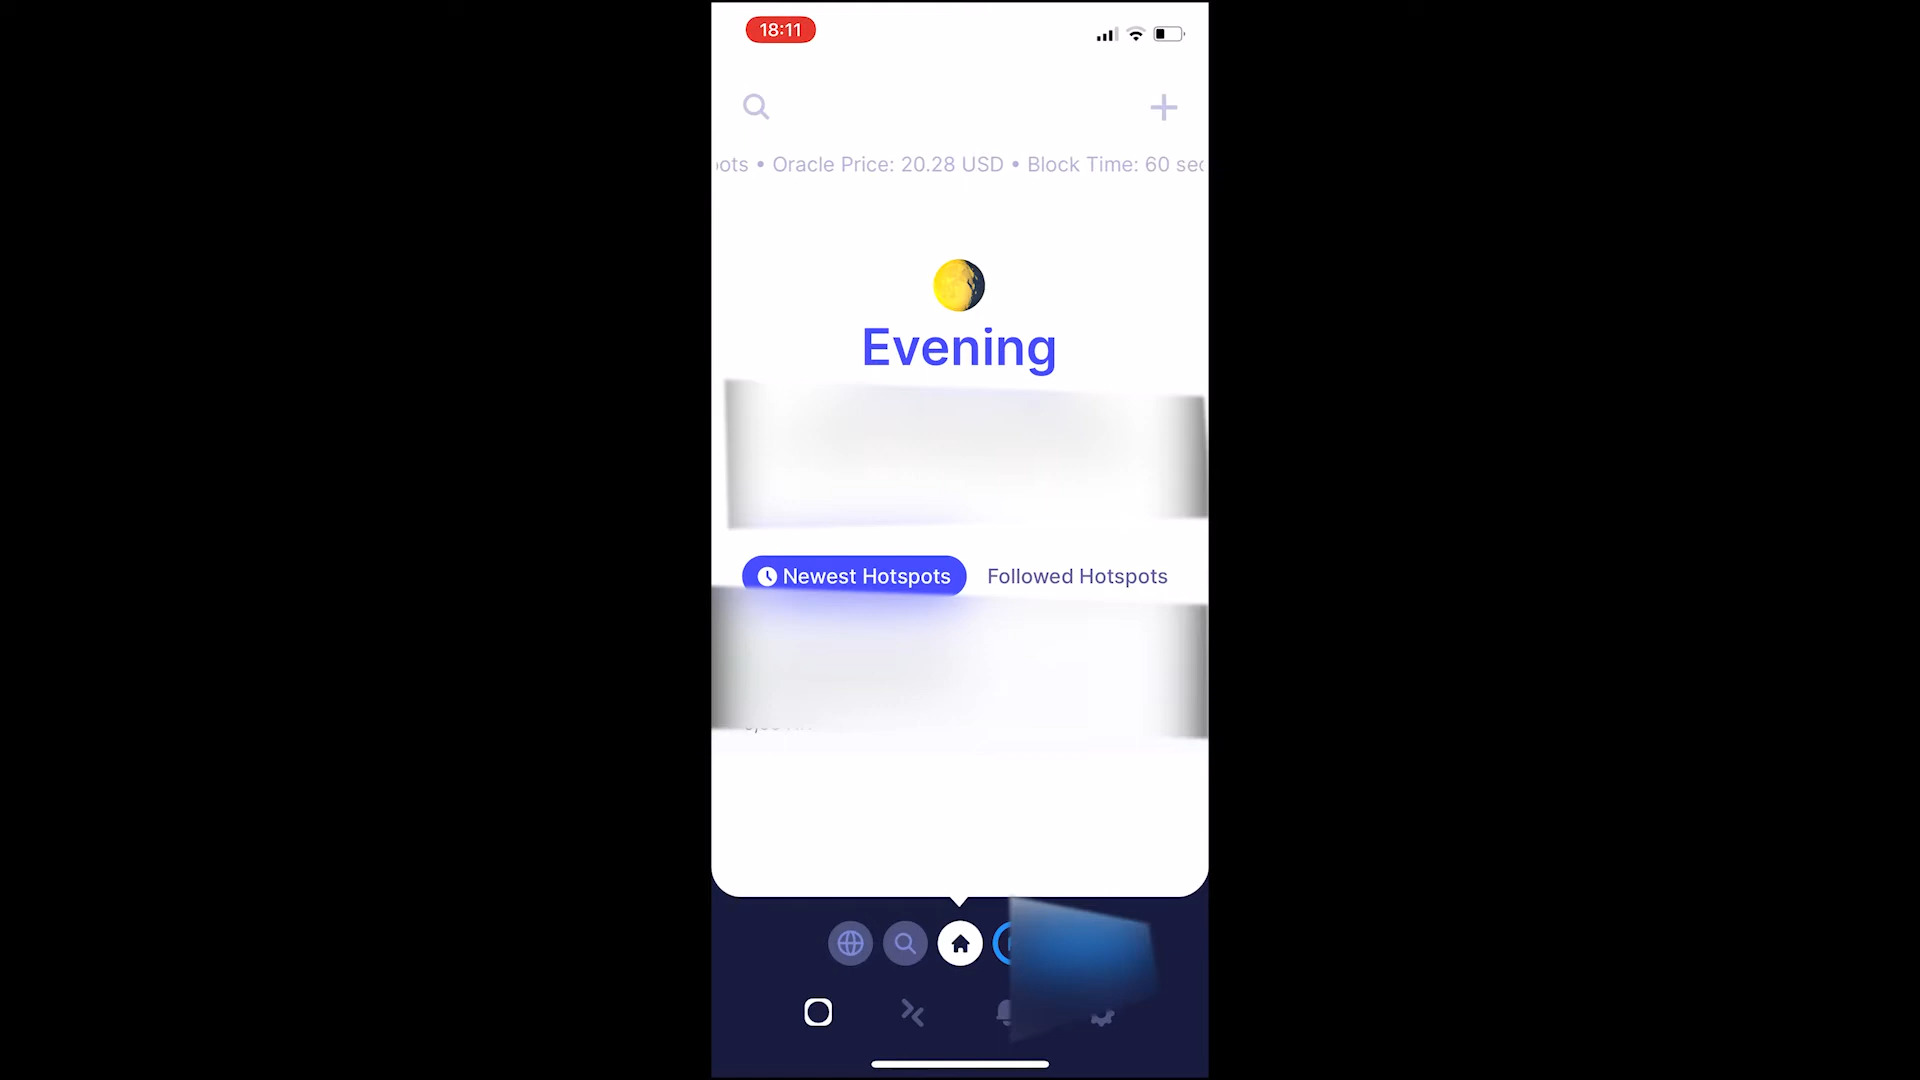 18:11
ots • Oracle Price: 20.28 USD • Block Time: 60 sec
Evening
Newest Hotspots Followed Hotspots